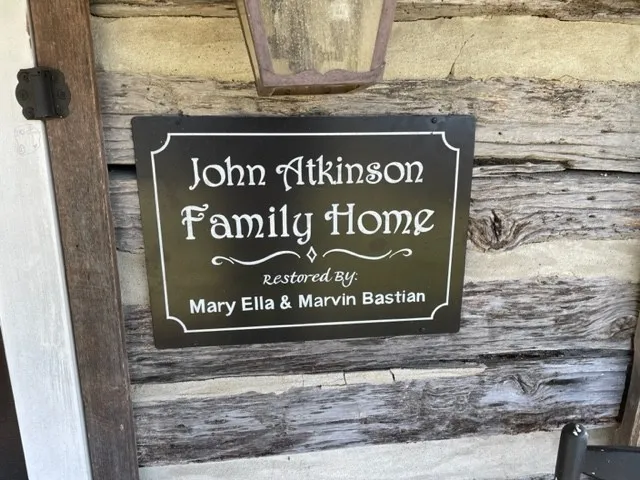 John Atkinson
Family Home
Restored By:
Mary Ella & Marvin Bastian